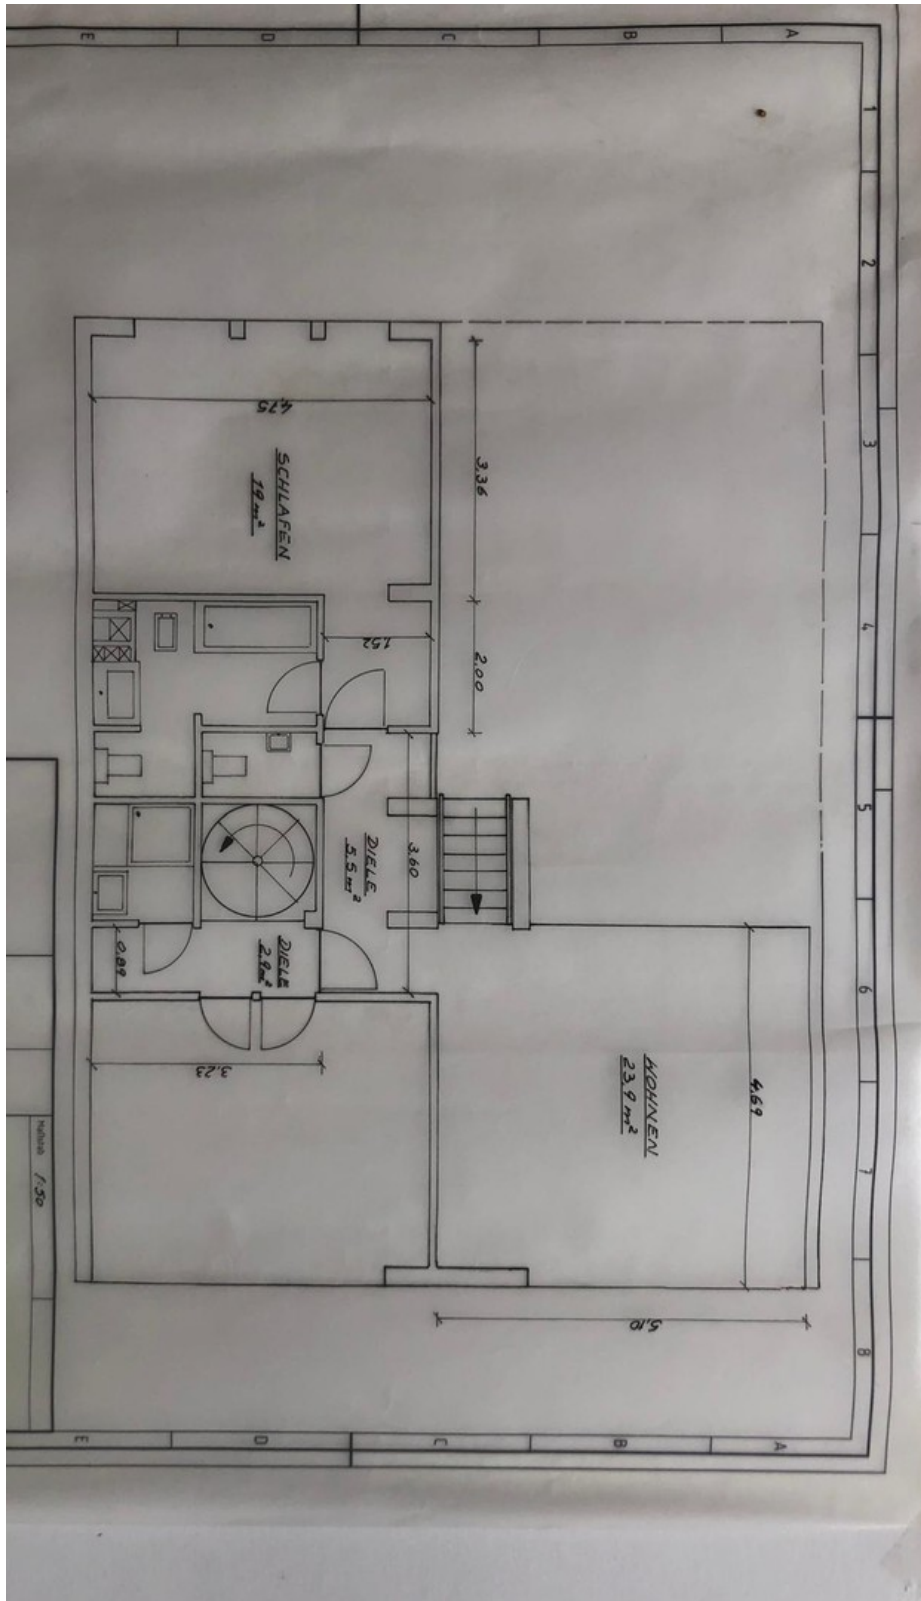 E D C B A
1
2
3
4
5
6
7
8
4,75
SCHLAFEN
19 m²
3.36
1,52
2.00
DIELE
5.5 m²
3.60
DIELE
2.9 m²
0.89
3,23
WOHNEN
23.9 m²
4.69
5,10
1:50
E D C B A